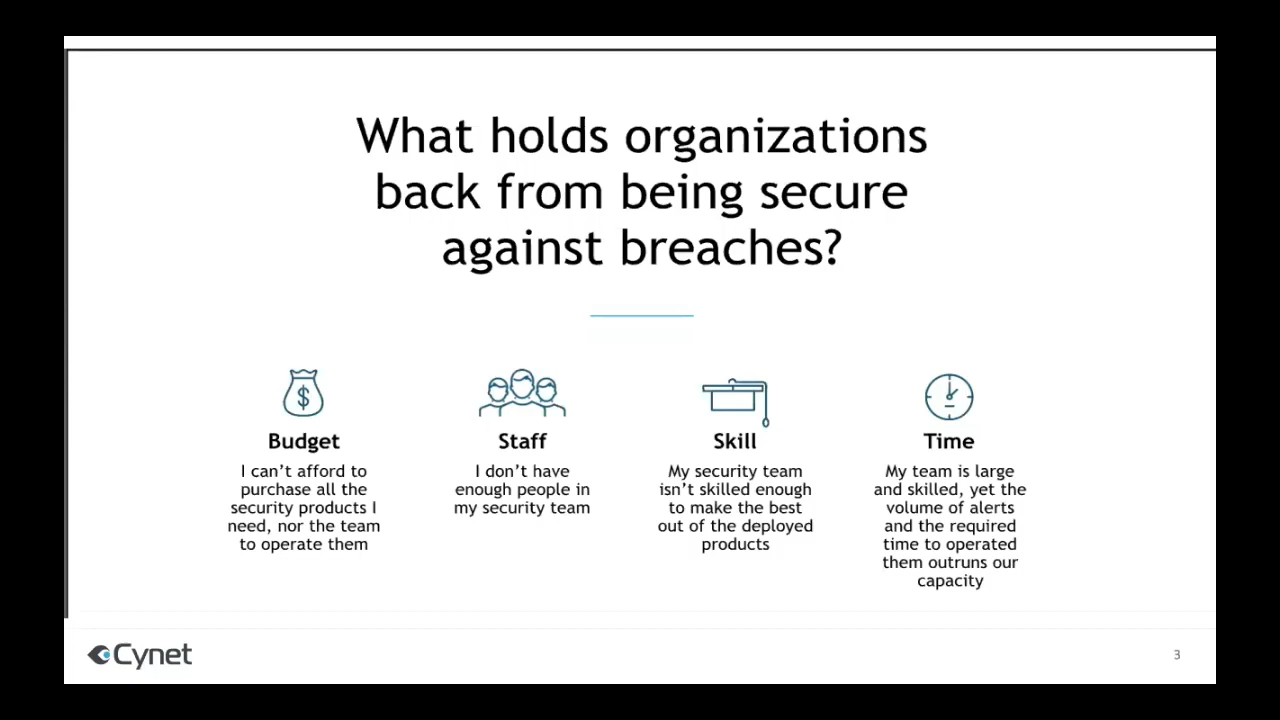 What holds organizations
back from being secure
against breaches?
$
Budget
I can’t afford to
purchase all the
security products I
need, nor the team
to operate them
Staff
I don’t have
enough people in
my security team
Skill
My security team
isn’t skilled enough
to make the best
out of the deployed
products
Time
My team is large
and skilled, yet the
volume of alerts
and the required
time to operated
them outruns our
capacity
Cynet
3